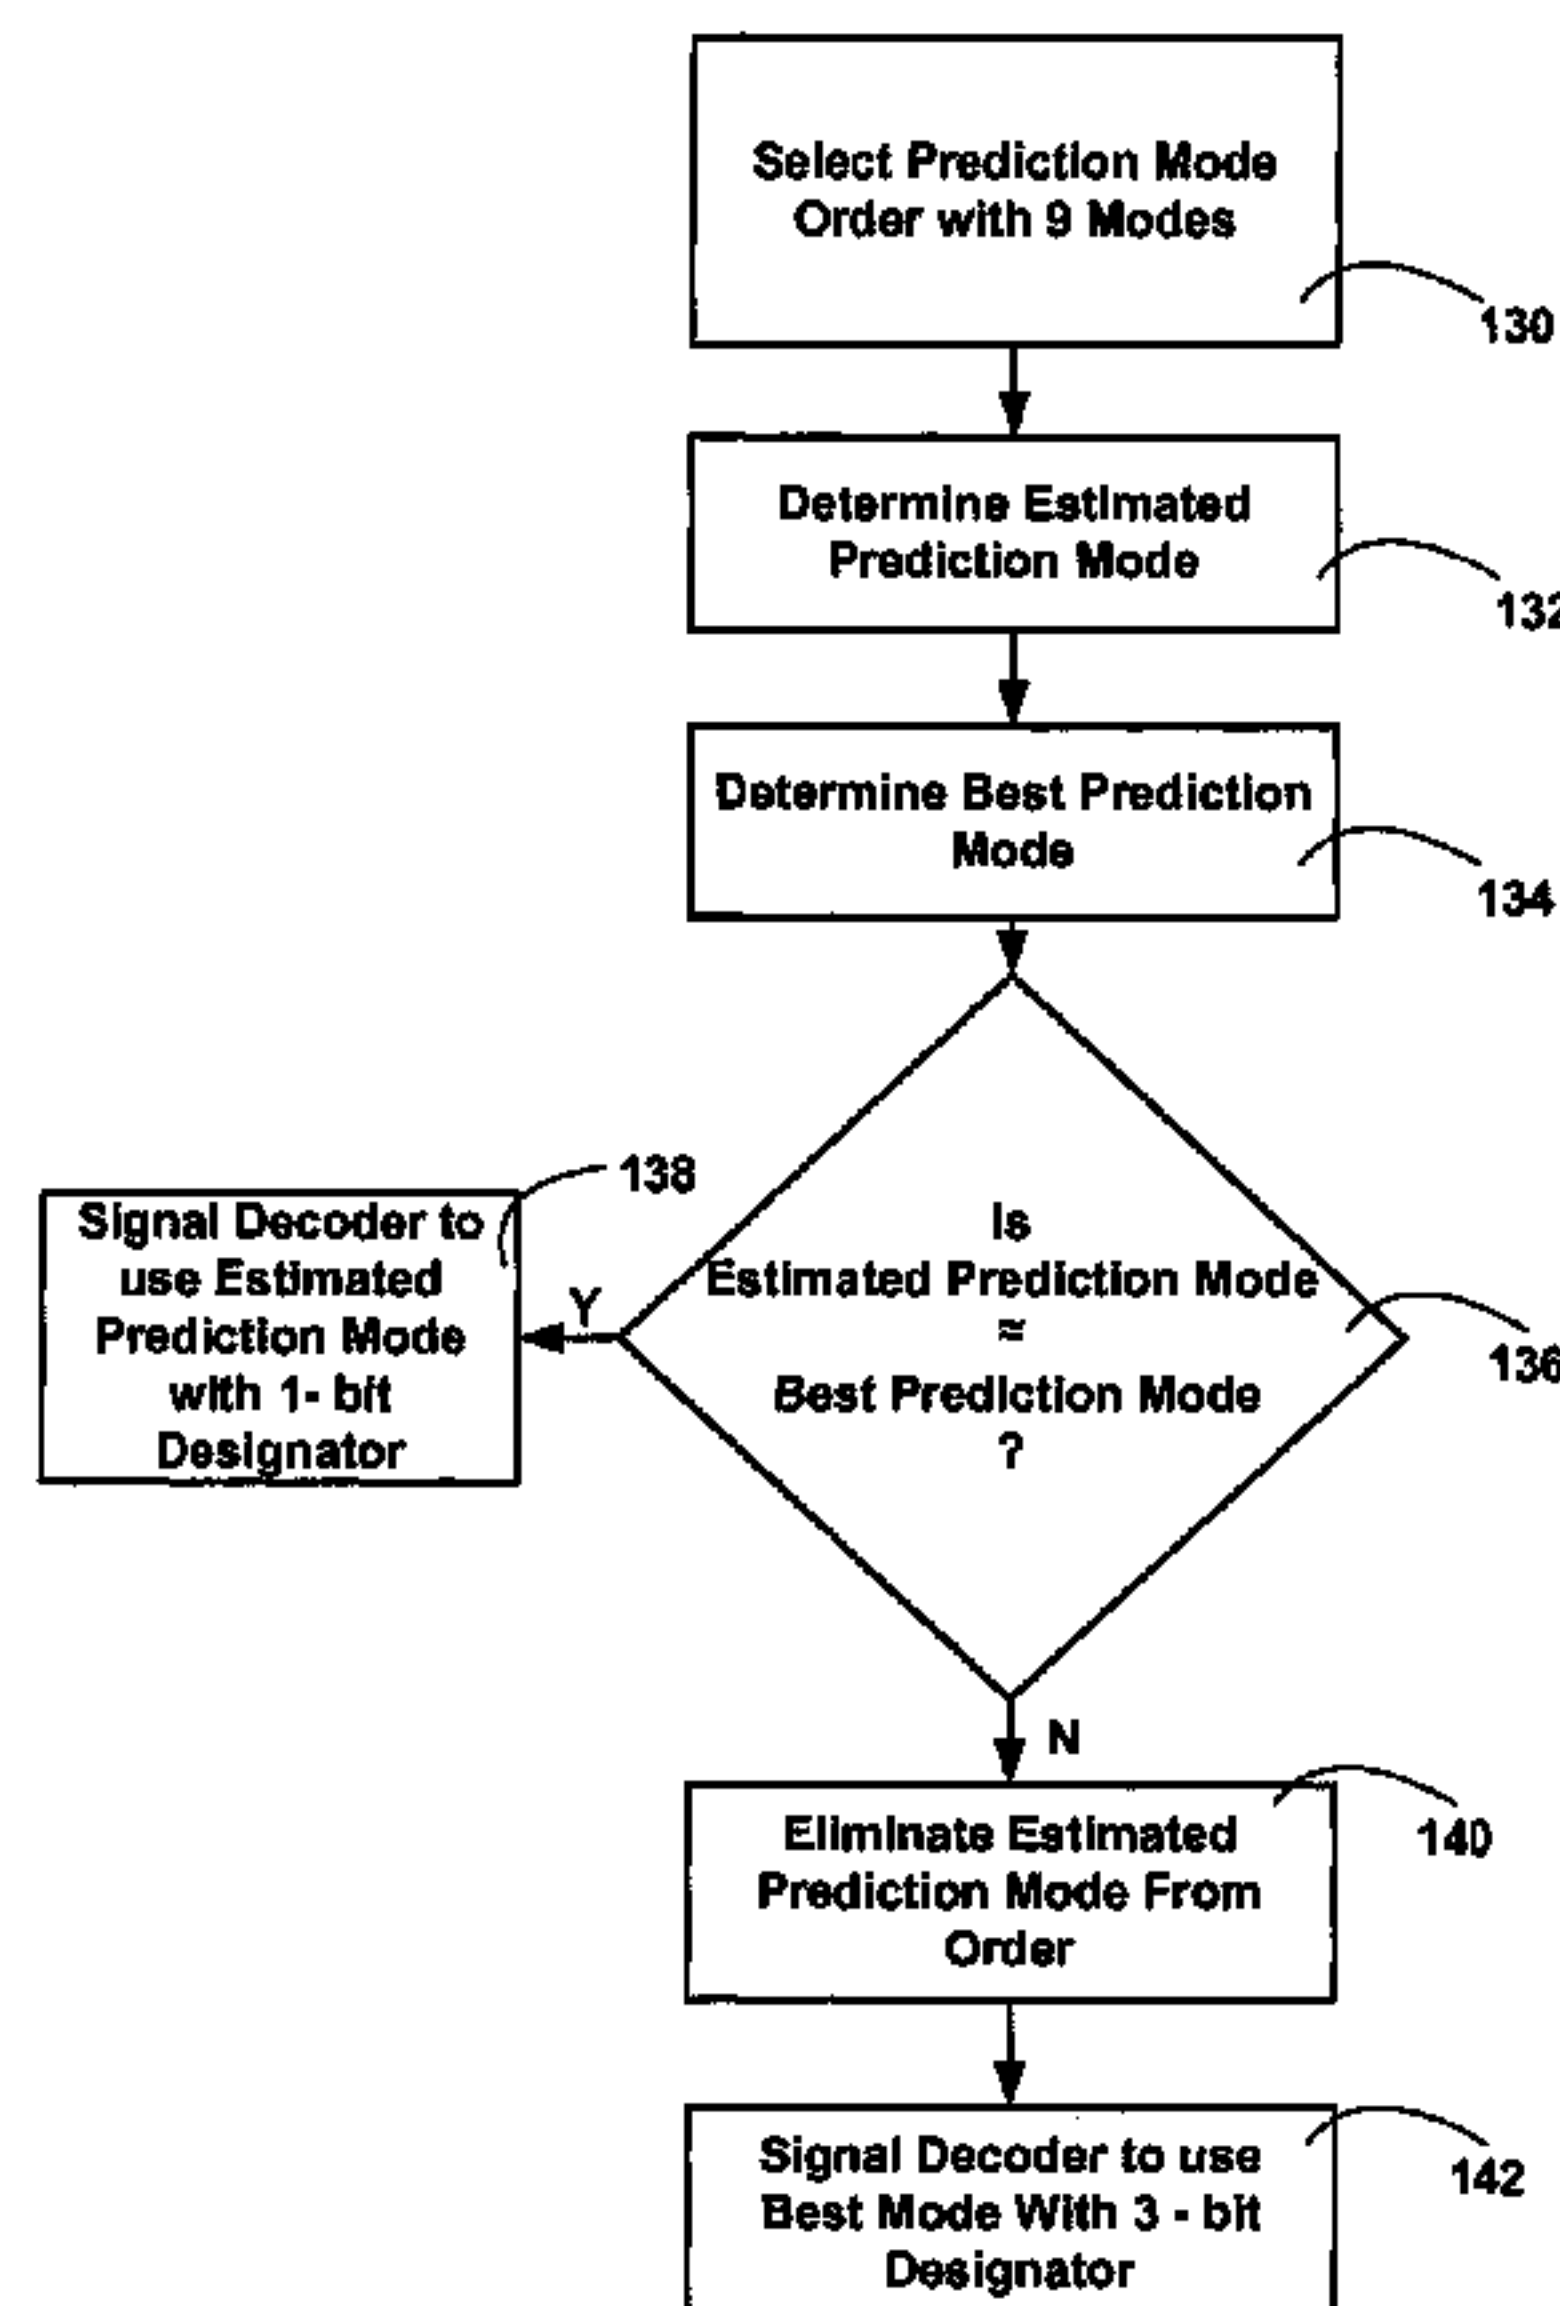 Select Prediction Mode
Order with 9 Modes
130
Determine Estimated
Prediction Mode
132
Determine Best Prediction
Mode
134
138
Signal Decoder to
use Estimated
Prediction Mode
with 1- bit
Designator
Y
Is
Estimated Prediction Mode
=
Best Prediction Mode
?
136
N
Eliminate Estimated
Prediction Mode From
Order
140
Signal Decoder to use
Best Mode With 3 - bit
Designator
142